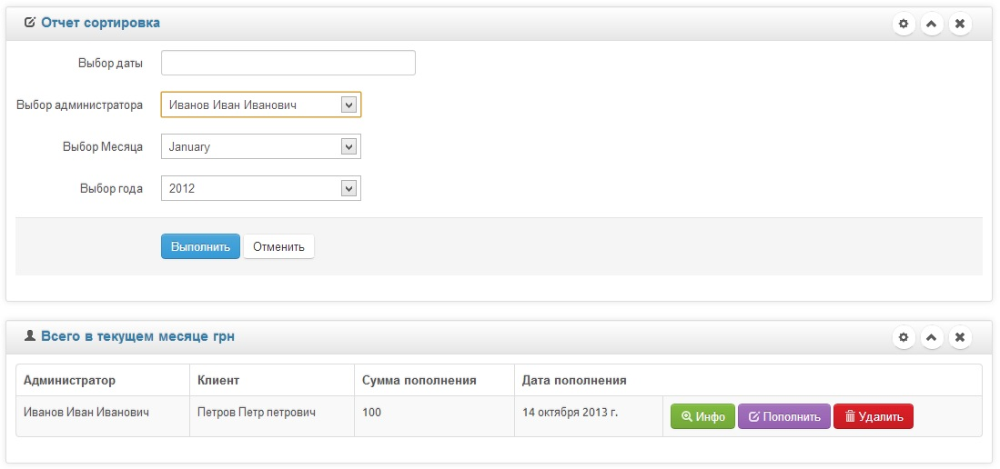 Отчет сортировка
Выбор даты
Выбор администратора Иванов Иван Иванович
Выбор Месяца January
Выбор года 2012
Выполнить Отменить
Всего в текущем месяце грн
Администратор Клиент Сумма пополнения Дата пополнения
Иванов Иван Иванович Петров Петр петрович 100 14 октября 2013 г. Инфо Пополнить Удалить